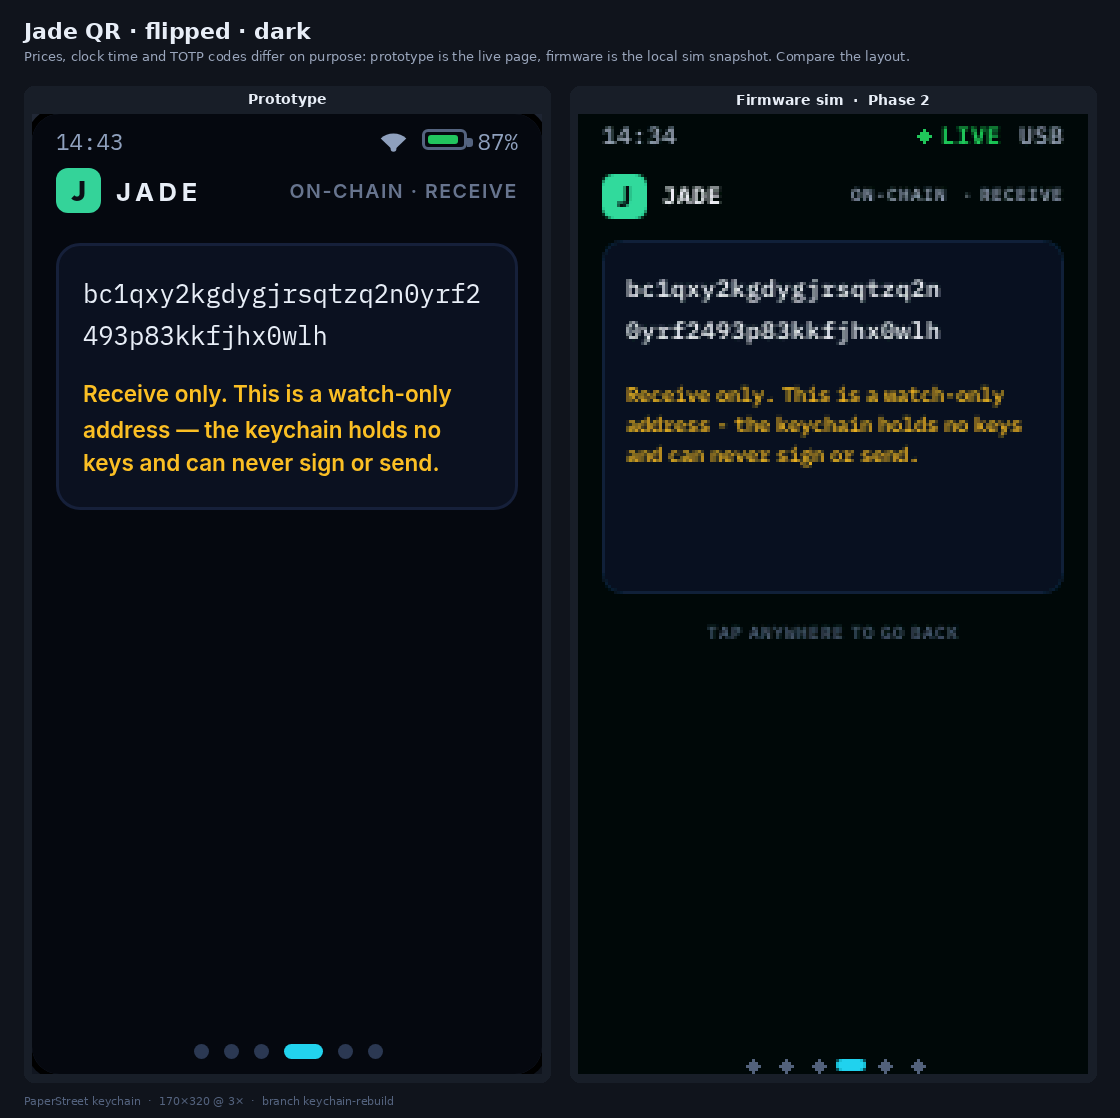 Jade QR · flipped · dark
Prices, clock time and TOTP codes differ on purpose: prototype is the live page, firmware is the local sim snapshot. Compare the layout.
Prototype
14:43 87%
J JADE ON-CHAIN · RECEIVE
bc1qxy2kgdygjrsqtzq2n0yrf2
493p83kkfjhx0wlh
Receive only. This is a watch-only
address — the keychain holds no
keys and can never sign or send.
Firmware sim · Phase 2
14:34 LIVE USB
J JADE ON-CHAIN · RECEIVE
bc1qxy2kgdygjrsqtzq2n
0yrf2493p83kkfjhx0wlh
Receive only. This is a watch-only
address - the keychain holds no keys
and can never sign or send.
TAP ANYWHERE TO GO BACK
PaperStreet keychain · 170×320 @ 3× · branch keychain-rebuild